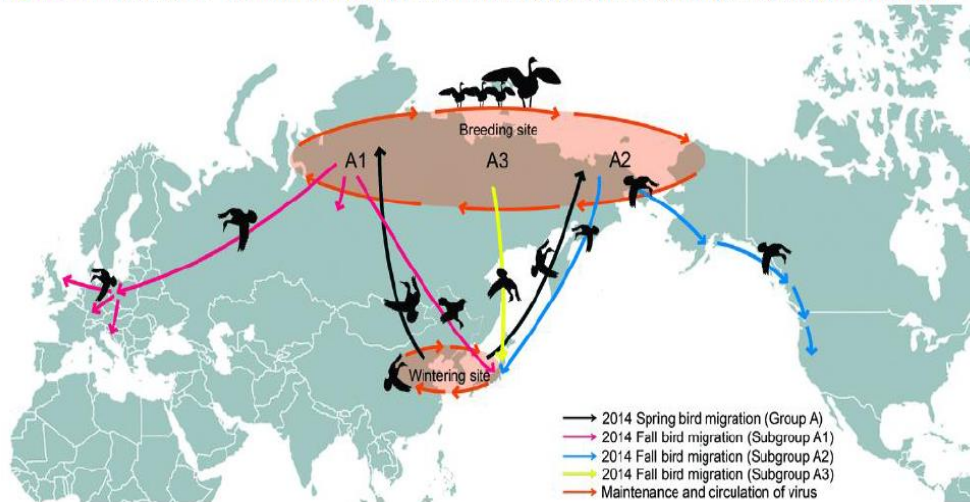 Breeding site
A1
A3
A2
Wintering site
2014 Spring bird migration (Group A)
2014 Fall bird migration (Subgroup A1)
2014 Fall bird migration (Subgroup A2)
2014 Fall bird migration (Subgroup A3)
Maintenance and circulation of virus